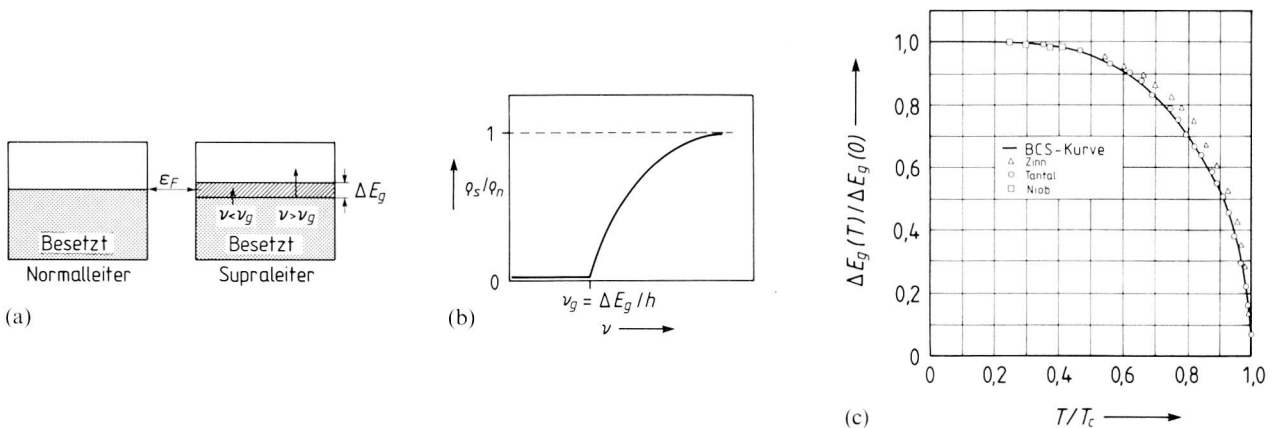 ε_F
ΔE_g
ν<ν_g
ν>ν_g
Besetzt
Besetzt
Normalleiter
Supraleiter
(a)
ρ_s/ρ_n
1
0
ν_g = ΔE_g/h
ν
(b)
ΔE_g(T)/ΔE_g(0)
1,0
0,8
0,6
0,4
0,2
0
BCS-Kurve
Zinn
Tantal
Niob
0
0,2
0,4
0,6
0,8
1,0
T/T_c
(c)